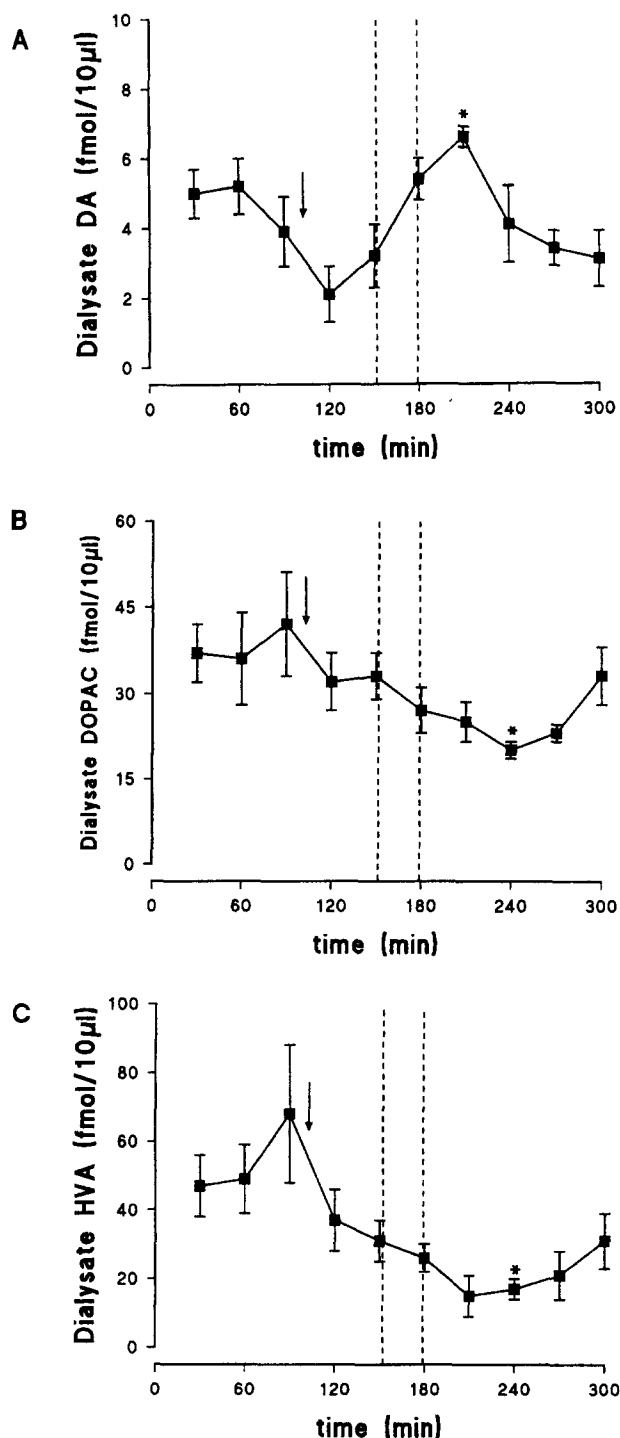 A
Dialysate DA (fmol/10µl)
10
8
6
4
2
0
*
0 60 120 180 240 300
time (min)
B
Dialysate DOPAC (fmol/10µl)
60
45
30
15
0
*
0 60 120 180 240 300
time (min)
C
Dialysate HVA (fmol/10µl)
100
80
60
40
20
0
*
0 60 120 180 240 300
time (min)